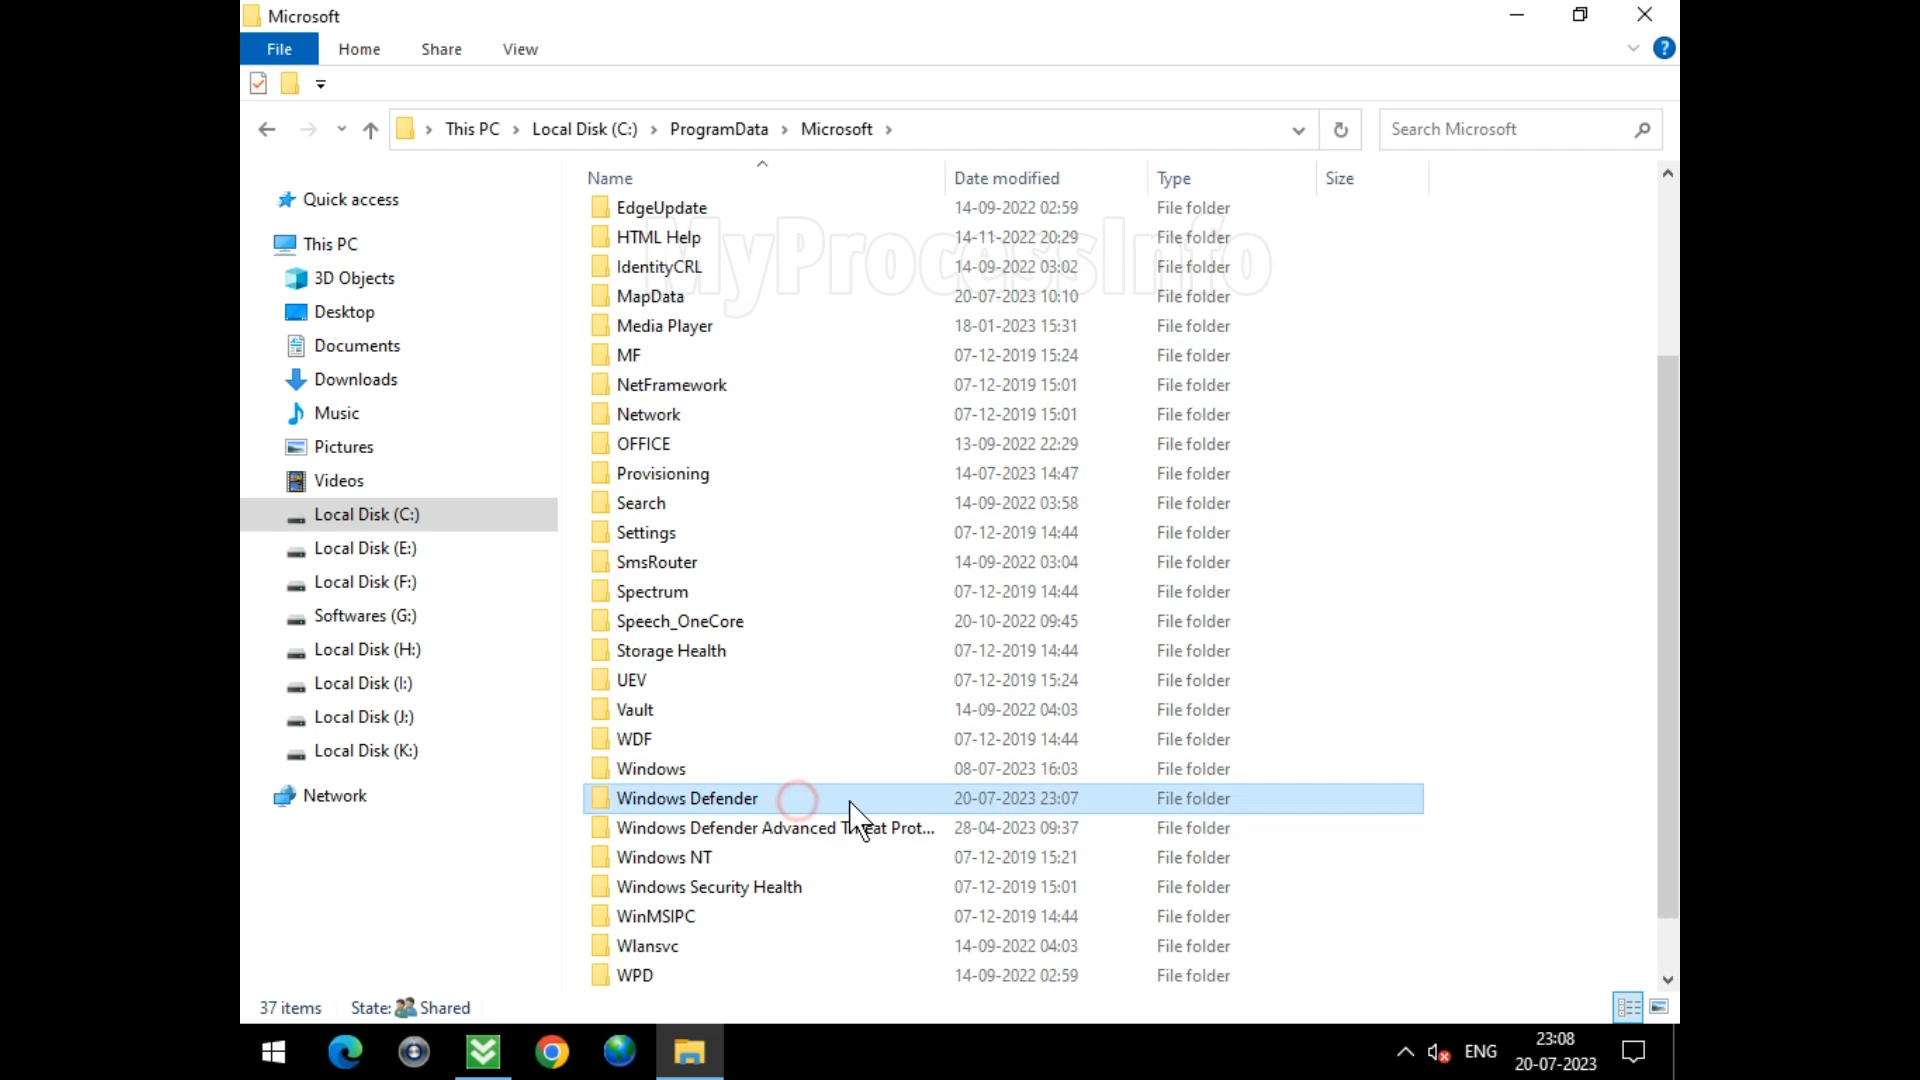 Microsoft
File Home Share View
This PC Local Disk (C:) ProgramData Microsoft
Search Microsoft
Name Date modified Type Size
Quick access
This PC
3D Objects
Desktop
Documents
Downloads
Music
Pictures
Videos
Local Disk (C:)
Local Disk (E:)
Local Disk (F:)
Softwares (G:)
Local Disk (H:)
Local Disk (I:)
Local Disk (J:)
Local Disk (K:)
Network
EdgeUpdate 14-09-2022 02:59 File folder
HTML Help 14-11-2022 20:29 File folder
MyProcessInfo
IdentityCRL 14-09-2022 03:02 File folder
MapData 20-07-2023 10:10 File folder
Media Player 18-01-2023 15:31 File folder
MF 07-12-2019 15:24 File folder
NetFramework 07-12-2019 15:01 File folder
Network 07-12-2019 15:01 File folder
OFFICE 13-09-2022 22:29 File folder
Provisioning 14-07-2023 14:47 File folder
Search 14-09-2022 03:58 File folder
Settings 07-12-2019 14:44 File folder
SmsRouter 14-09-2022 03:04 File folder
Spectrum 07-12-2019 14:44 File folder
Speech_OneCore 20-10-2022 09:45 File folder
Storage Health 07-12-2019 14:44 File folder
UEV 07-12-2019 15:24 File folder
Vault 14-09-2022 04:03 File folder
WDF 07-12-2019 14:44 File folder
Windows 08-07-2023 16:03 File folder
Windows Defender 20-07-2023 23:07 File folder
Windows Defender Advanced Threat Prot... 28-04-2023 09:37 File folder
Windows NT 07-12-2019 15:21 File folder
Windows Security Health 07-12-2019 15:01 File folder
WinMSIPC 07-12-2019 14:44 File folder
Wlansvc 14-09-2022 04:03 File folder
WPD 14-09-2022 02:59 File folder
37 items State: Shared
ENG 23:08
20-07-2023